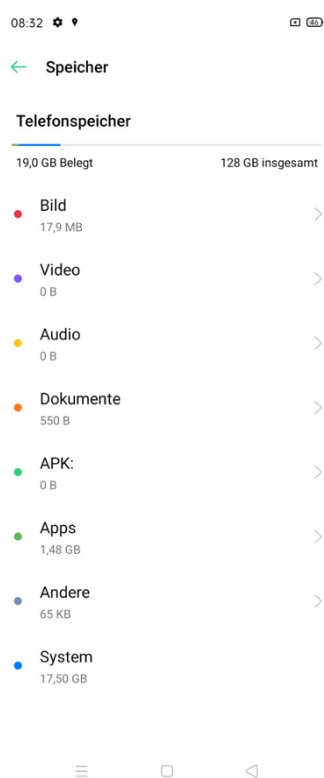 08:32
46
Speicher
Telefonspeicher
19,0 GB Belegt
128 GB insgesamt
Bild
17,9 MB
Video
0 B
Audio
0 B
Dokumente
550 B
APK:
0 B
Apps
1,48 GB
Andere
65 KB
System
17,50 GB